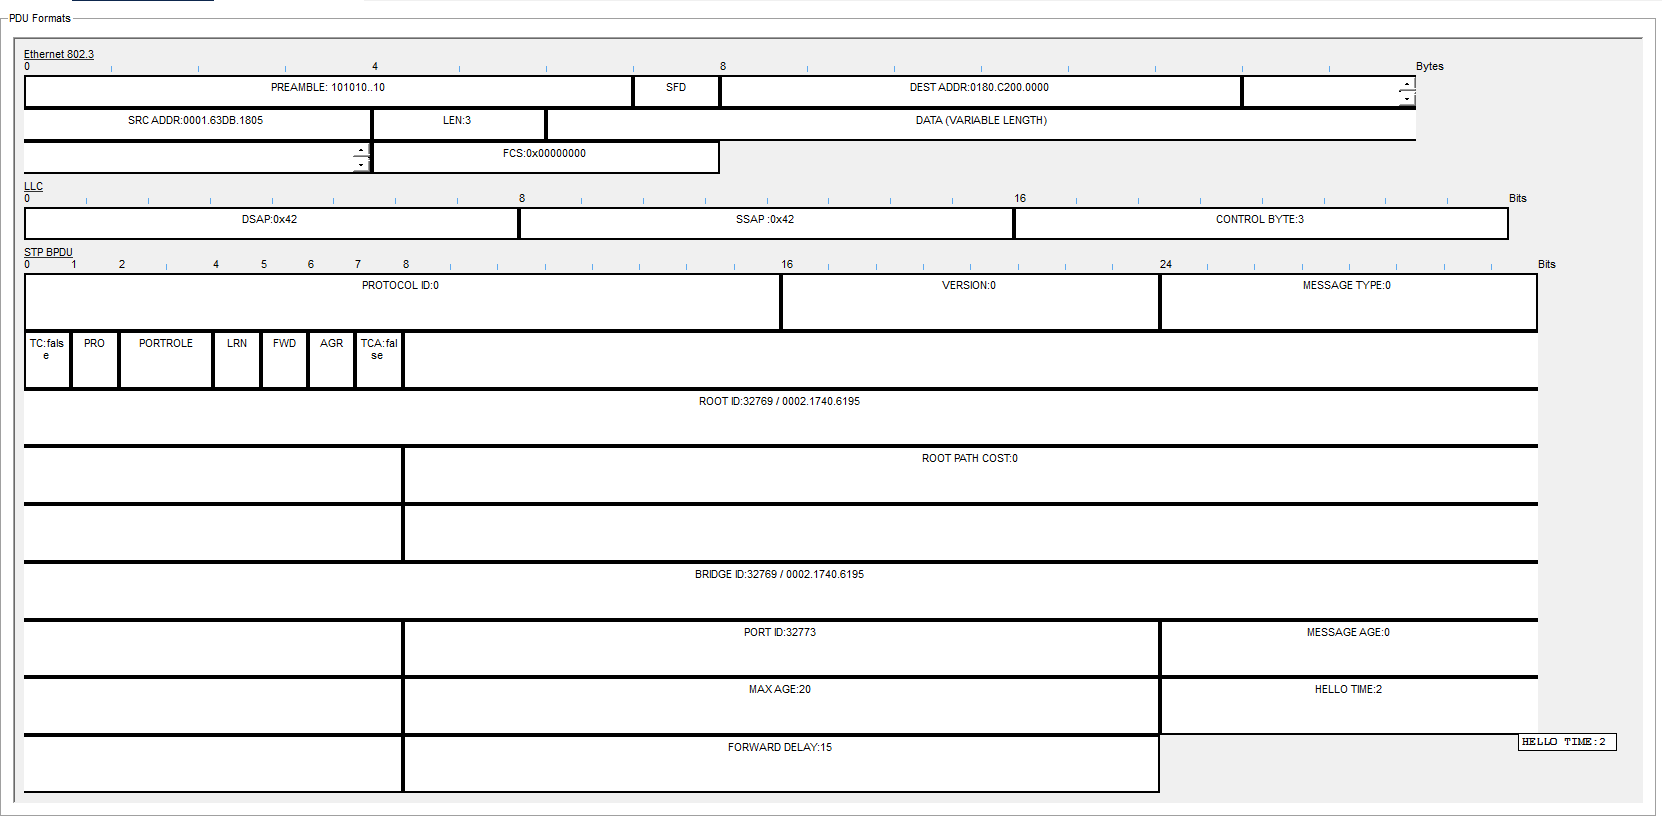 PDU Formats
Ethernet 802.3
0 4 8 Bytes
PREAMBLE: 101010..10 SFD DEST ADDR:0180.C200.0000
SRC ADDR:0001.63DB.1805 LEN:3 DATA (VARIABLE LENGTH)
FCS:0x00000000
LLC
0 8 16 Bits
DSAP:0x42 SSAP :0x42 CONTROL BYTE:3
STP BPDU
0 1 2 4 5 6 7 8 16 24 Bits
PROTOCOL ID:0 VERSION:0 MESSAGE TYPE:0
TC:fals PRO PORTROLE LRN FWD AGR TCA:fal
e se
ROOT ID:32769 / 0002.1740.6195
ROOT PATH COST:0
BRIDGE ID:32769 / 0002.1740.6195
PORT ID:32773 MESSAGE AGE:0
MAX AGE:20 HELLO TIME:2
HELLO TIME:2
FORWARD DELAY:15